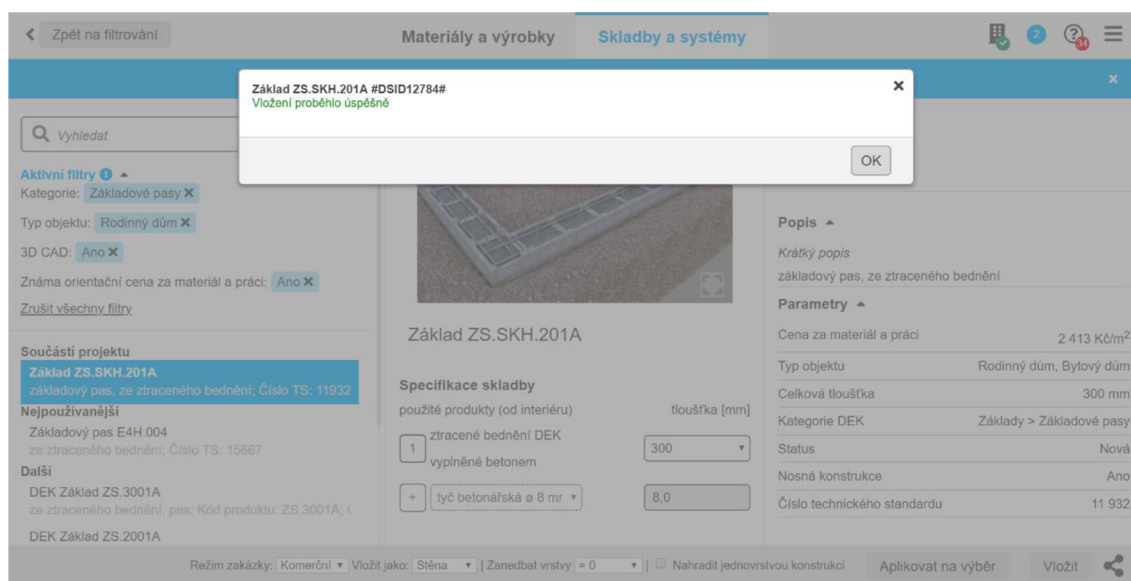 Zpět na filtrování
Materiály a výrobky
Skladby a systémy
2
34
Základ ZS.SKH.201A #DSID12784#
Vložení proběhlo úspěšně
OK
Vyhledat
Aktivní filtry
Kategorie: Základové pasy
Typ objektu: Rodinný dům
3D CAD: Ano
Známa orientační cena za materiál a práci: Ano
Zrušit všechny filtry
Součásti projektu
Základ ZS.SKH.201A
základový pas, ze ztraceného bednění; Číslo TS: 11932
Nejpoužívanější
Základový pas E4H.004
ze ztraceného bednění; Číslo TS: 15667
Další
DEK Základ ZS.3001A
ze ztraceného bednění, pas; Kód produktu: ZS.3001A; (
DEK Základ ZS.2001A
Základ ZS.SKH.201A
Specifikace skladby
použité produkty (od interiéru) tloušťka [mm]
1 ztracené bednění DEK vyplněné betonem 300
+ tyč betonářská ø 8 mr 8,0
Popis
Krátký popis
základový pas, ze ztraceného bednění
Parametry
Cena za materiál a práci 2 413 Kč/m²
Typ objektu Rodinný dům, Bytový dům
Celková tloušťka 300 mm
Kategorie DEK Základy > Základové pasy
Status Nová
Nosná konstrukce Ano
Číslo technického standardu 11 932
Režim zakázky: Komerční Vložit jako: Stěna | Zanedbat vrstvy = 0 | Nahradit jednovrstvou konstrukci Aplikovat na výběr Vložit